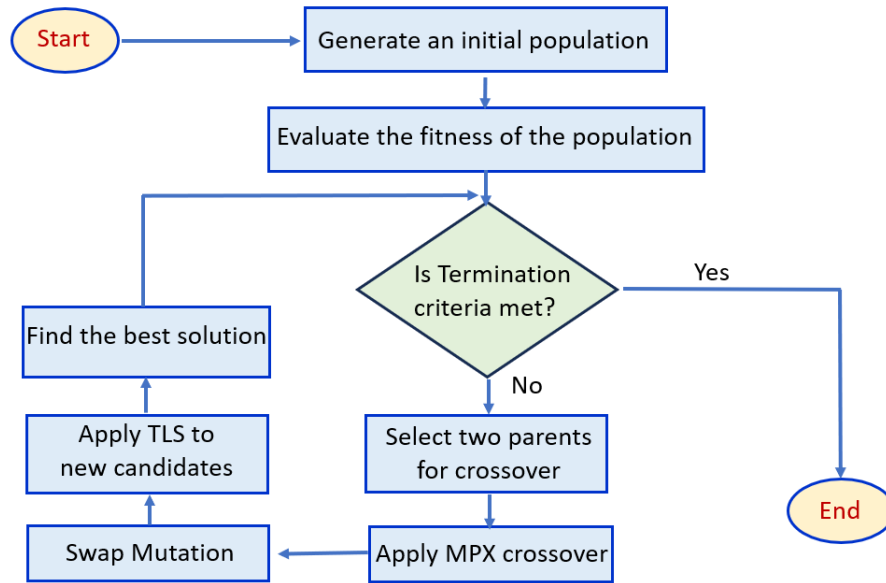 Start
Generate an initial population
Evaluate the fitness of the population
Is Termination
criteria met?
Yes
Find the best solution
No
Apply TLS to
new candidates
Select two parents
for crossover
End
Swap Mutation
Apply MPX crossover